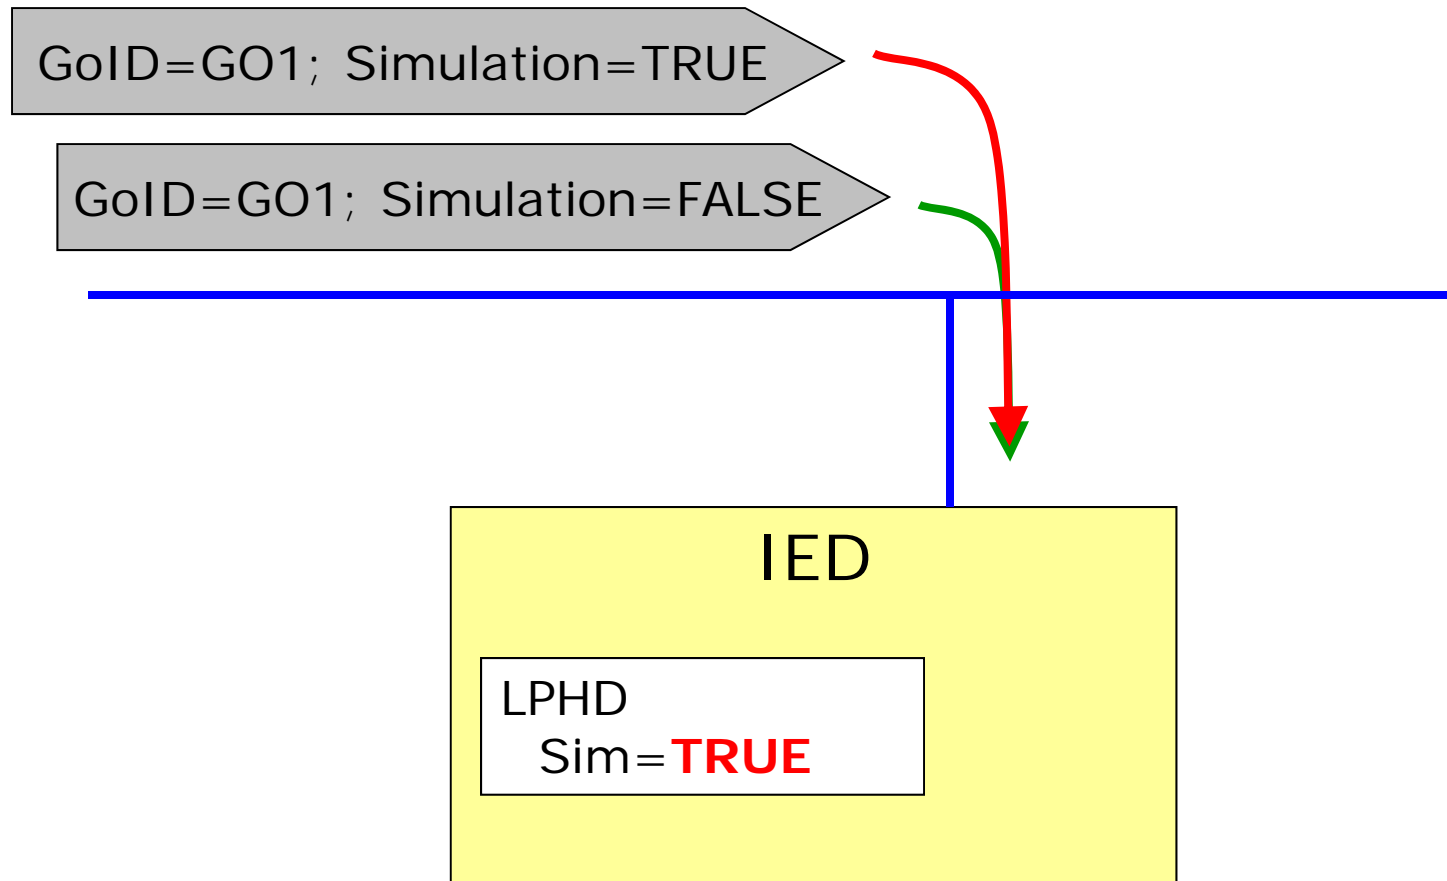 GoID=GO1; Simulation=TRUE
GoID=GO1; Simulation=FALSE
IED
LPHD
Sim=TRUE